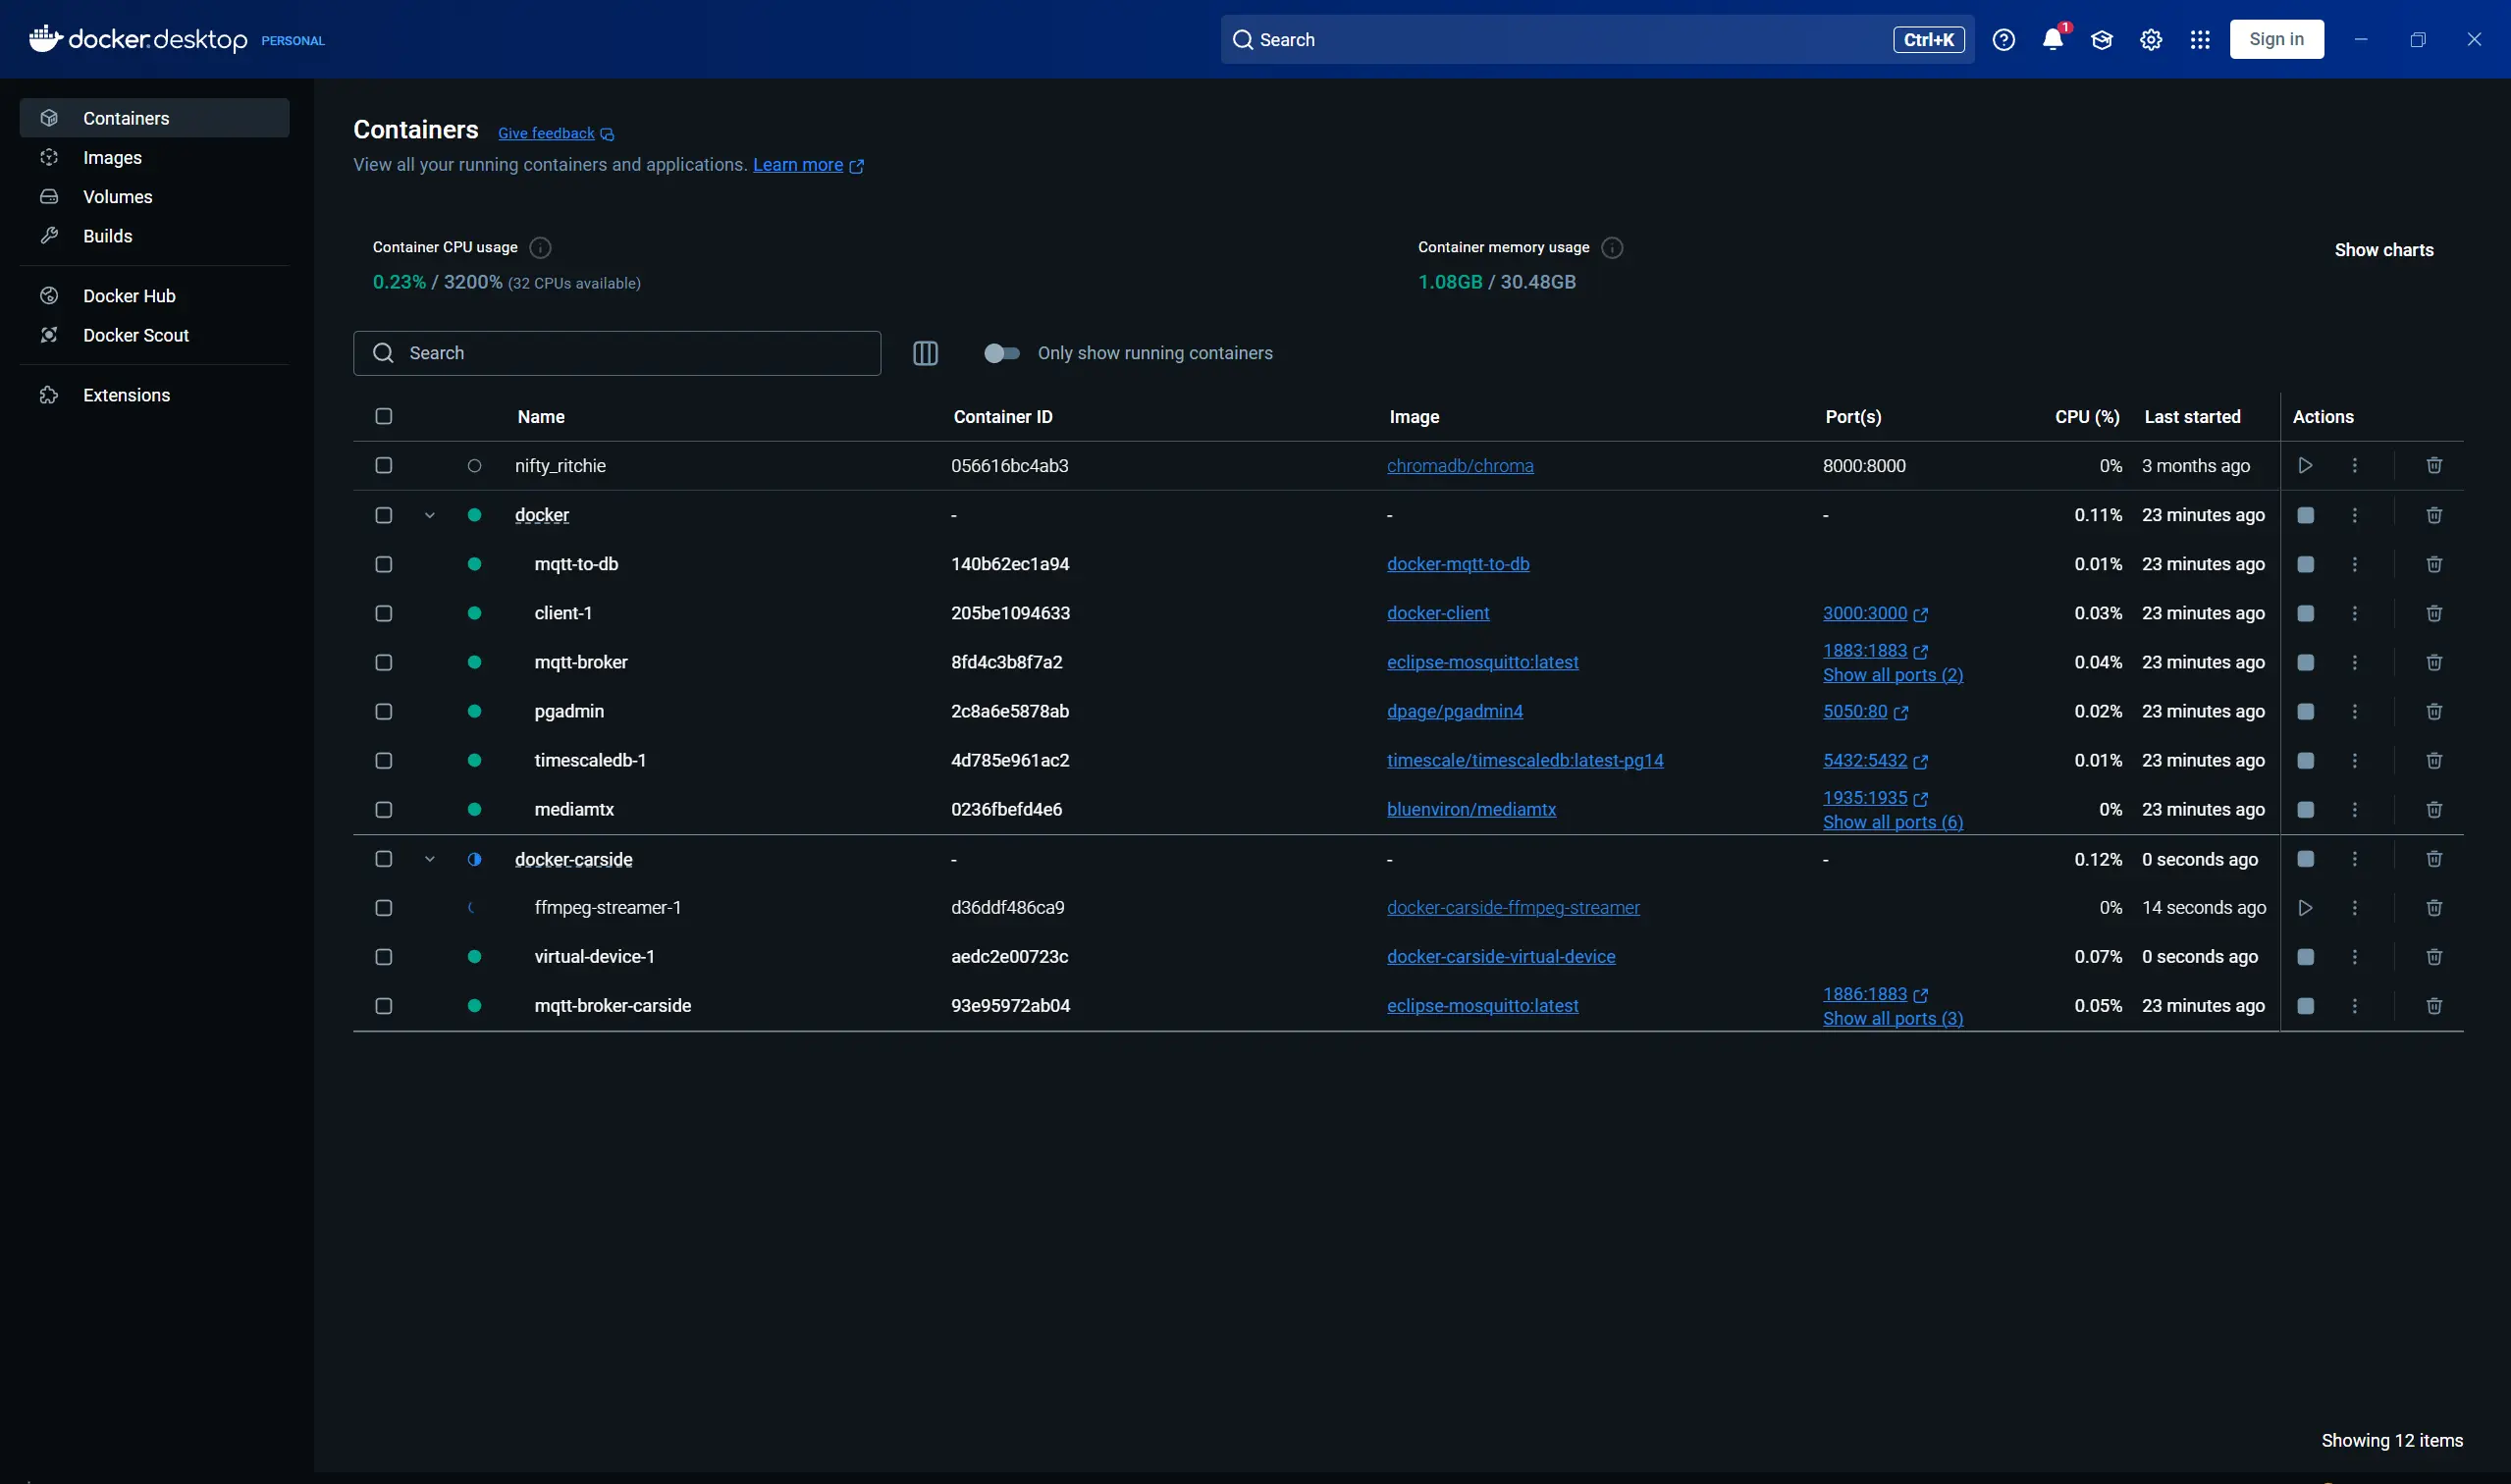 docker.desktop PERSONAL Search Ctrl+K 1 Sign in
Containers
Images
Volumes
Builds
Docker Hub
Docker Scout
Extensions
Containers Give feedback
View all your running containers and applications. Learn more
Container CPU usage Container memory usage Show charts
0.23% / 3200% (32 CPUs available) 1.08GB / 30.48GB
Search Only show running containers
Name Container ID Image Port(s) CPU (%) Last started Actions
nifty_ritchie 056616bc4ab3 chromadb/chroma 8000:8000 0% 3 months ago
docker - - - 0.11% 23 minutes ago
mqtt-to-db 140b62ec1a94 docker-mqtt-to-db 0.01% 23 minutes ago
client-1 205be1094633 docker-client 3000:3000 0.03% 23 minutes ago
mqtt-broker 8fd4c3b8f7a2 eclipse-mosquitto:latest 1883:1883 0.04% 23 minutes ago
Show all ports (2)
pgadmin 2c8a6e5878ab dpage/pgadmin4 5050:80 0.02% 23 minutes ago
timescaledb-1 4d785e961ac2 timescale/timescaledb:latest-pg14 5432:5432 0.01% 23 minutes ago
mediamtx 0236fbefd4e6 bluenviron/mediamtx 1935:1935 0% 23 minutes ago
Show all ports (6)
docker-carside - - - 0.12% 0 seconds ago
ffmpeg-streamer-1 d36ddf486ca9 docker-carside-ffmpeg-streamer 0% 14 seconds ago
virtual-device-1 aedc2e00723c docker-carside-virtual-device 0.07% 0 seconds ago
mqtt-broker-carside 93e95972ab04 eclipse-mosquitto:latest 1886:1883 0.05% 23 minutes ago
Show all ports (3)
Showing 12 items